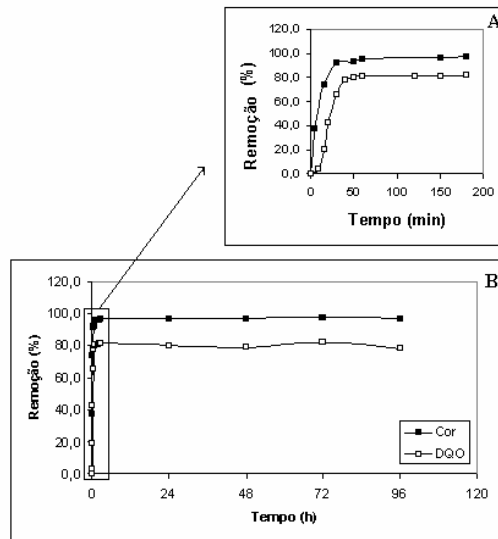 A
120,0
100,0
80,0
60,0
40,0
20,0
0,0
Remoção (%)
0 50 100 150 200
Tempo (min)
B
120,0
100,0
80,0
60,0
40,0
20,0
0,0
Remoção (%)
Cor
DQO
0 24 48 72 96 120
Tempo (h)